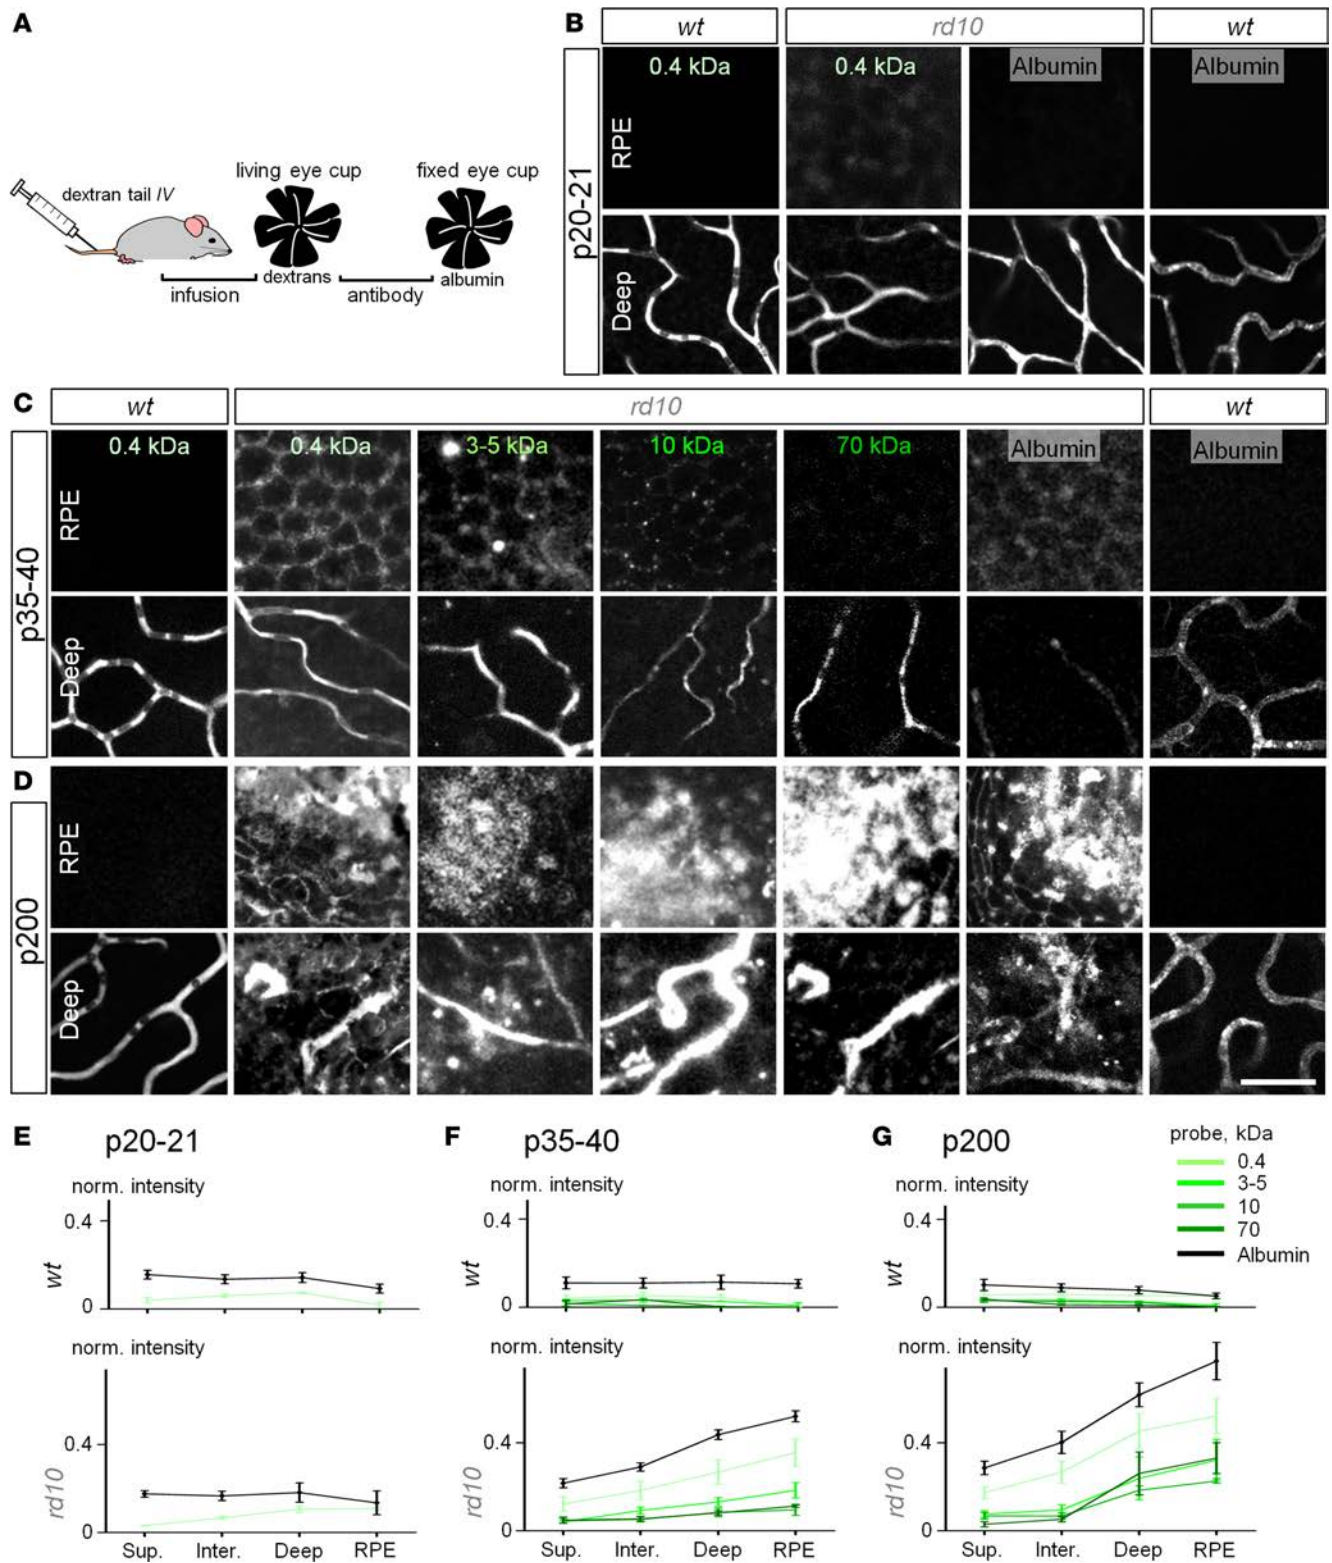 A
dextran tail IV
living eye cup
fixed eye cup
infusion
dextrans
antibody
albumin
B
wt
rd10
wt
p20-21
RPE
0.4 kDa
0.4 kDa
Albumin
Albumin
Deep
C
wt
rd10
wt
p35-40
RPE
0.4 kDa
0.4 kDa
3-5 kDa
10 kDa
70 kDa
Albumin
Albumin
Deep
D
p200
RPE
Deep
E p20-21
norm. intensity
0.4
0
wt
norm. intensity
0.4
0
rd10
Sup. Inter. Deep RPE
F p35-40
norm. intensity
0.4
0
wt
norm. intensity
0.4
0
rd10
Sup. Inter. Deep RPE
G p200
norm. intensity
0.4
0
wt
norm. intensity
0.4
0
rd10
Sup. Inter. Deep RPE
probe, kDa
0.4
3-5
10
70
Albumin